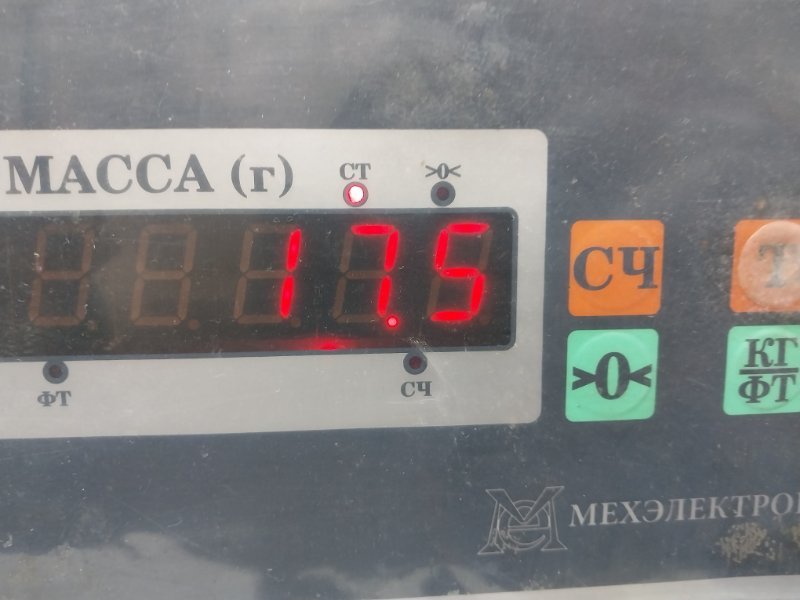 МАССА (г)
СТ >0<
17.5
ФТ СЧ
СЧ Т
>0< КГ
ФТ
МЕХЭЛЕКТРО